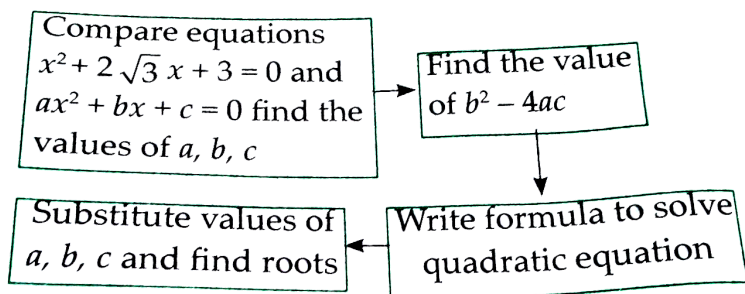 Compare equations
x² + 2 √3 x + 3 = 0 and
ax² + bx + c = 0 find the
values of a, b, c
Find the value
of b² – 4ac
Write formula to solve
quadratic equation
Substitute values of
a, b, c and find roots